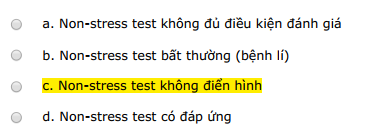 a. Non-stress test không đủ điều kiện đánh giá
b. Non-stress test bất thường (bệnh lí)
c. Non-stress test không điển hình
d. Non-stress test có đáp ứng